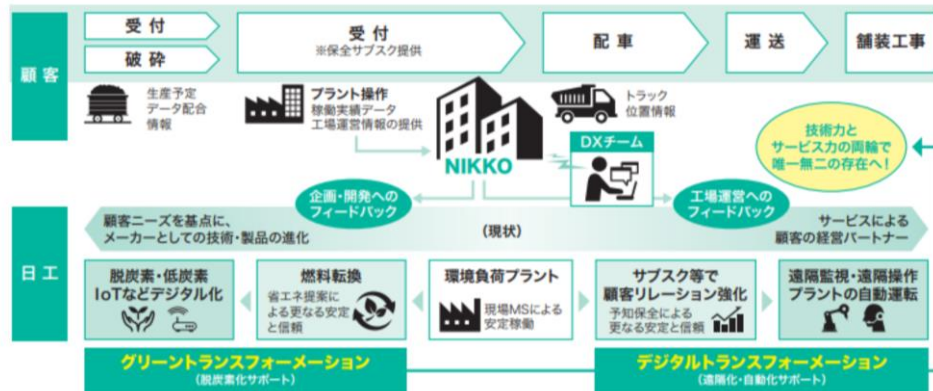 顧客
受付
破砕
受付
※保全サブスク提供
配車
運送
舗装工事
生産予定
データ配合
情報
プラント操作
稼働実績データ
工場運営情報の提供
NIKKO
トラック
位置情報
DXチーム
技術力と
サービス力の両輪で
唯一無二の存在へ!
企画・開発への
フィードバック
工場運営への
フィードバック
日工
顧客ニーズを基点に、
メーカーとしての技術・製品の進化
(現状)
サービスによる
顧客の経営パートナー
脱炭素・低炭素
IoTなどデジタル化
燃料転換
省エネ提案に
よる更なる安定
と信頼
環境負荷プラント
現場MSによる
安定稼働
サブスク等で
顧客リレーション強化
予知保全による
更なる安定と信頼
遠隔監視・遠隔操作
プラントの自動運転
グリーントランスフォーメーション
(脱炭素化サポート)
デジタルトランスフォーメーション
(遠隔化・自動化サポート)